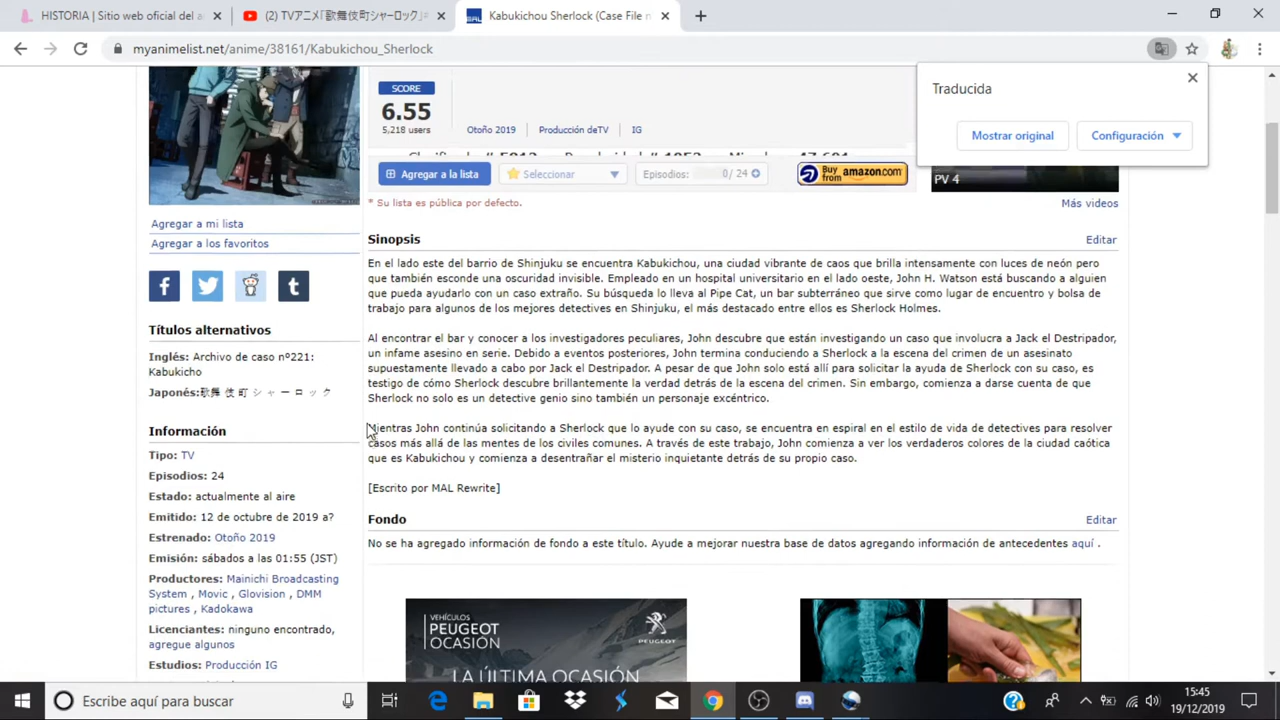 HISTORIA | Sitio web oficial del a
(2) TVアニメ「歌舞伎町シャーロック」
Kabukichou Sherlock (Case File n
myanimelist.net/anime/38161/Kabukichou_Sherlock
Traducida
Mostrar original
Configuración
SCORE
6.55
5,218 users
Otoño 2019
Producción deTV
IG
Agregar a la lista
Seleccionar
Episodios: 0/ 24
Buy from amazon.com
PV 4
* Su lista es pública por defecto.
Más videos
Agregar a mi lista
Agregar a los favoritos
Sinopsis
Editar
En el lado este del barrio de Shinjuku se encuentra Kabukichou, una ciudad vibrante de caos que brilla intensamente con luces de neón pero
que también esconde una oscuridad invisible. Empleado en un hospital universitario en el lado oeste, John H. Watson está buscando a alguien
que pueda ayudarlo con un caso extraño. Su búsqueda lo lleva al Pipe Cat, un bar subterráneo que sirve como lugar de encuentro y bolsa de
trabajo para algunos de los mejores detectives en Shinjuku, el más destacado entre ellos es Sherlock Holmes.
Al encontrar el bar y conocer a los investigadores peculiares, John descubre que están investigando un caso que involucra a Jack el Destripador,
un infame asesino en serie. Debido a eventos posteriores, John termina conduciendo a Sherlock a la escena del crimen de un asesinato
supuestamente llevado a cabo por Jack el Destripador. A pesar de que John solo está allí para solicitar la ayuda de Sherlock con su caso, es
testigo de cómo Sherlock descubre brillantemente la verdad detrás de la escena del crimen. Sin embargo, comienza a darse cuenta de que
Sherlock no solo es un detective genio sino también un personaje excéntrico.
Mientras John continúa solicitando a Sherlock que lo ayude con su caso, se encuentra en espiral en el estilo de vida de detectives para resolver
casos más allá de las mentes de los civiles comunes. A través de este trabajo, John comienza a ver los verdaderos colores de la ciudad caótica
que es Kabukichou y comienza a desentrañar el misterio inquietante detrás de su propio caso.
[Escrito por MAL Rewrite]
Fondo
Editar
No se ha agregado información de fondo a este título. Ayude a mejorar nuestra base de datos agregando información de antecedentes aquí .
Títulos alternativos
Inglés: Archivo de caso nº221:
Kabukicho
Japonés:歌 舞 伎 町 シ ャ ー ロ ッ ク
Información
Tipo: TV
Episodios: 24
Estado: actualmente al aire
Emitido: 12 de octubre de 2019 a?
Estrenado: Otoño 2019
Emisión: sábados a las 01:55 (JST)
Productores: Mainichi Broadcasting
System , Movic , Glovision , DMM
pictures , Kadokawa
Licenciantes: ninguno encontrado,
agregue algunos
Estudios: Producción IG
VEHÍCULOS
PEUGEOT
OCASION
PEUGEOT
LA ÚLTIMA OCASIÓN
Escribe aquí para buscar
15:45
19/12/2019